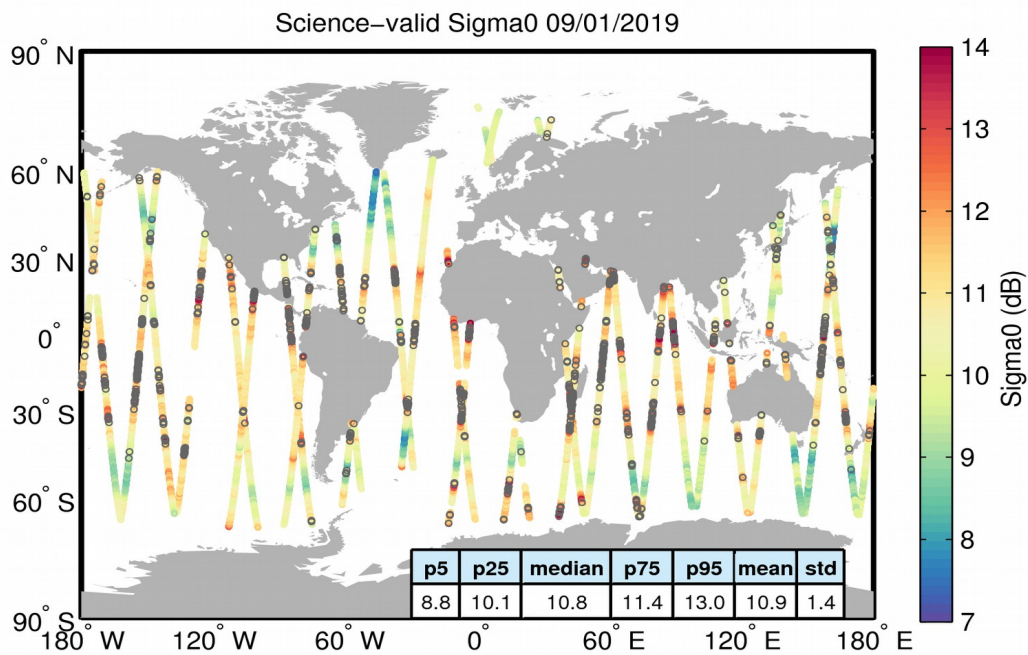 Science−valid Sigma0 09/01/2019
90° N
60° N
30° N
0°
30° S
60° S
90° S
180° W
120° W
60° W
0°
60° E
120° E
180° E
p5 p25 median p75 p95 mean std
8.8 10.1 10.8 11.4 13.0 10.9 1.4
14
13
12
11
10
9
8
7
Sigma0 (dB)